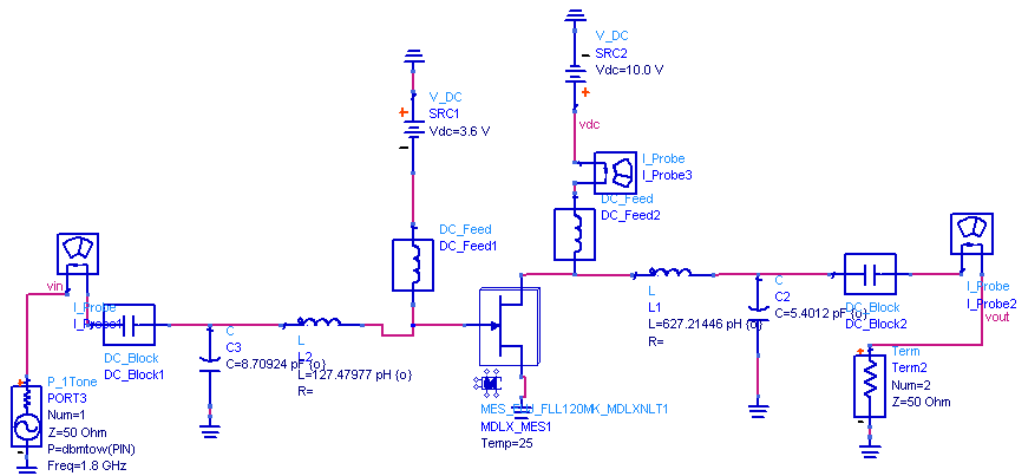 V_DC
SRC2
Vdc=10.0 V
V_DC
SRC1
Vdc=3.6 V
vdc
I_Probe
I_Probe3
DC_Feed
DC_Feed2
DC_Feed
DC_Feed1
vin
I_Probe
I_Probe1
DC_Block
DC_Block1
C
C3
C=8.70924 pF {o}
L
L2
L=127.47977 pH {o}
R=
L
L1
L=627.21446 pH {o}
R=
C
C2
C=5.4012 pF {o}
DC_Block
DC_Block2
I_Probe
I_Probe2
vout
P_1Tone
PORT3
Num=1
Z=50 Ohm
P=dbmtow(PIN)
Freq=1.8 GHz
M
MDLX_MES1
Temp=25
Term
Term2
Num=2
Z=50 Ohm